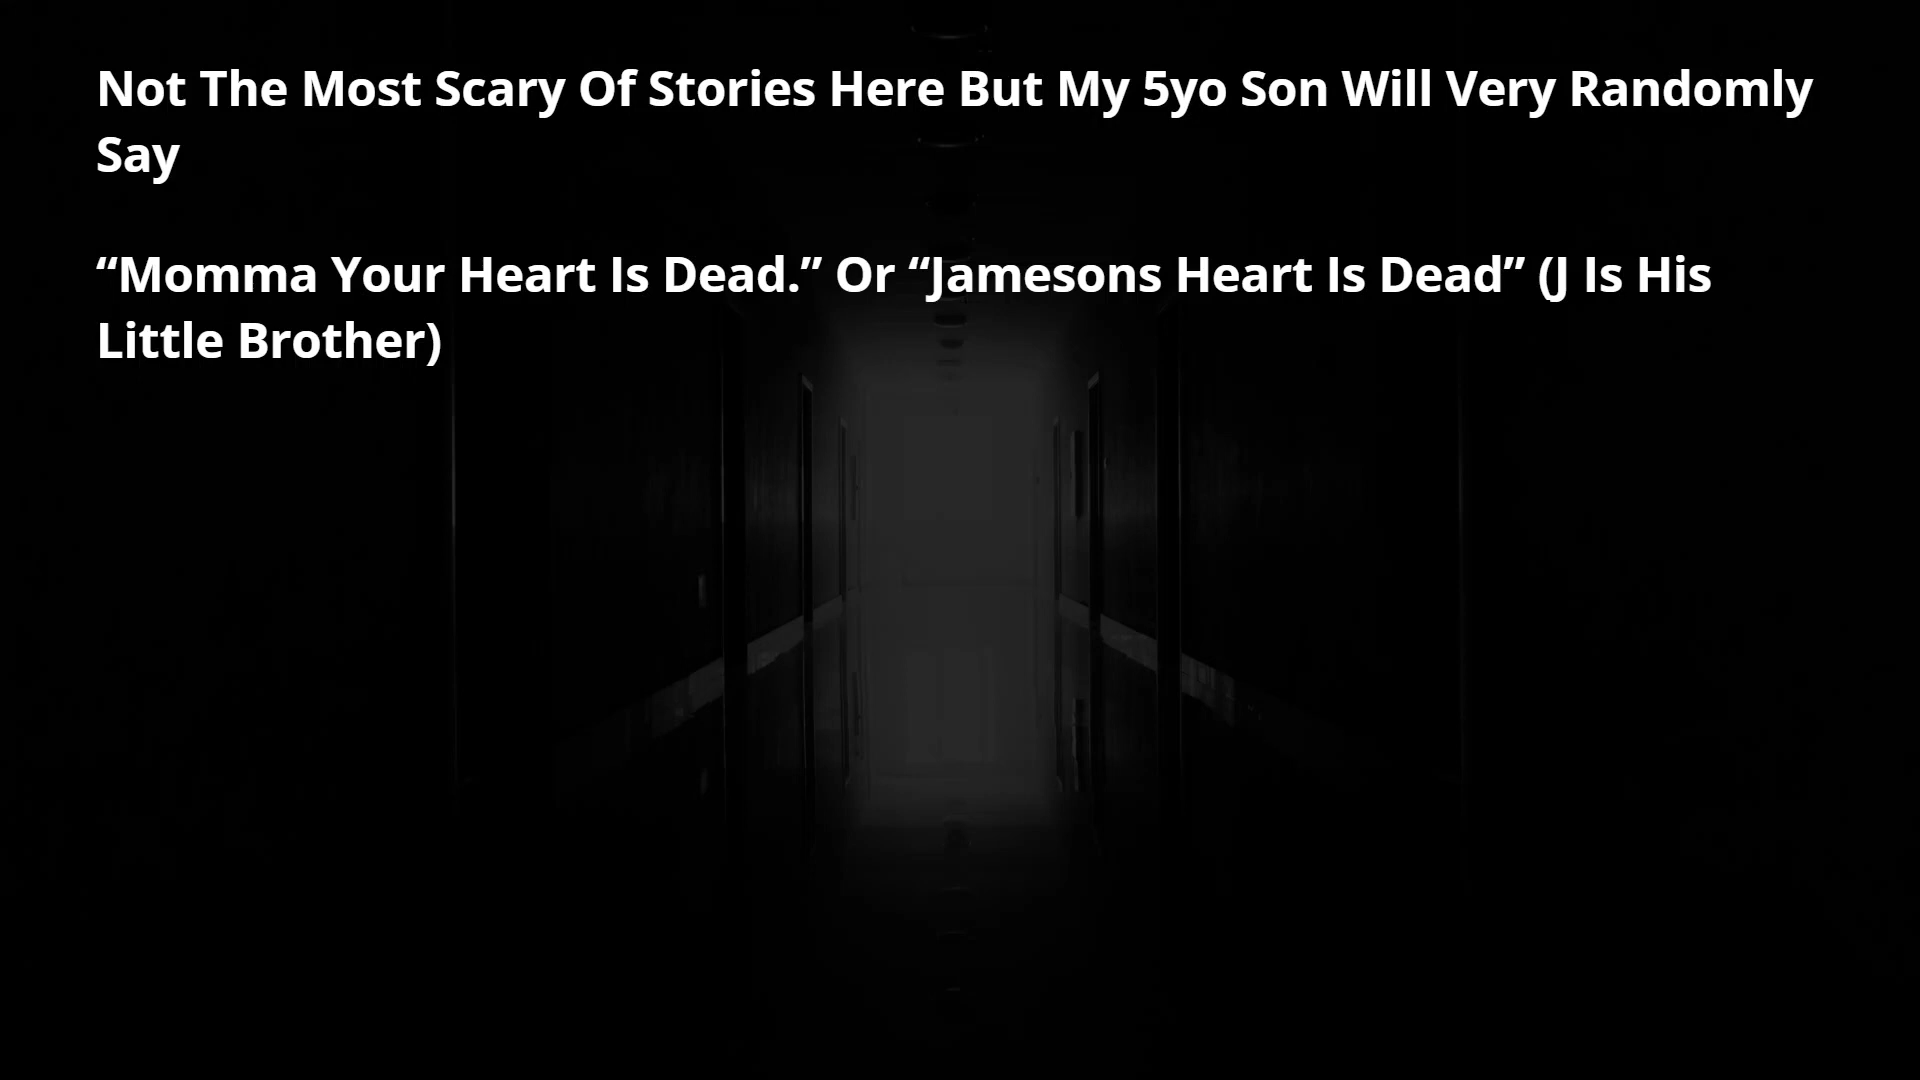 Not The Most Scary Of Stories Here But My 5yo Son Will Very Randomly
Say
“Momma Your Heart Is Dead.” Or “Jamesons Heart Is Dead” (J Is His
Little Brother)